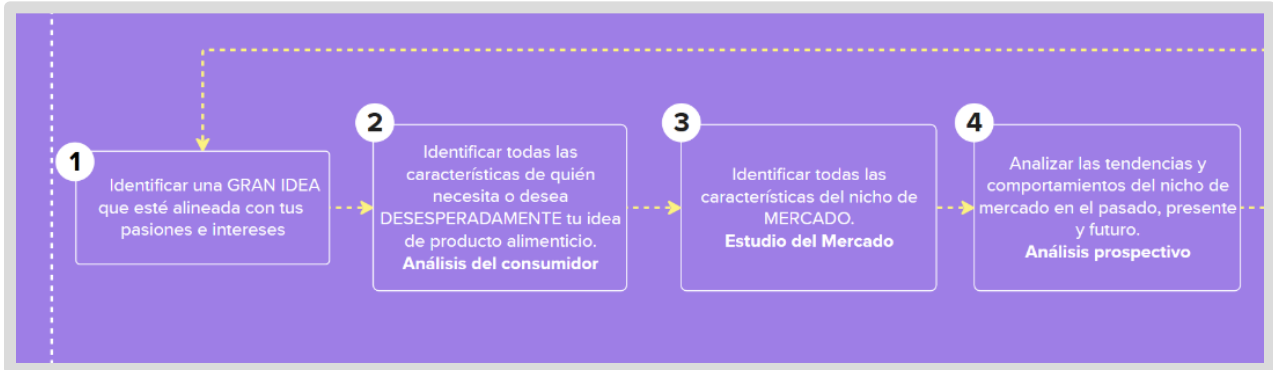 1
Identificar una GRAN IDEA
que esté alineada con tus
pasiones e intereses
2
Identificar todas las
características de quién
necesita o desea
DESESPERADAMENTE tu idea
de producto alimenticio.
Análisis del consumidor
3
Identificar todas las
características del nicho de
MERCADO.
Estudio del Mercado
4
Analizar las tendencias y
comportamientos del nicho de
mercado en el pasado, presente
y futuro.
Análisis prospectivo